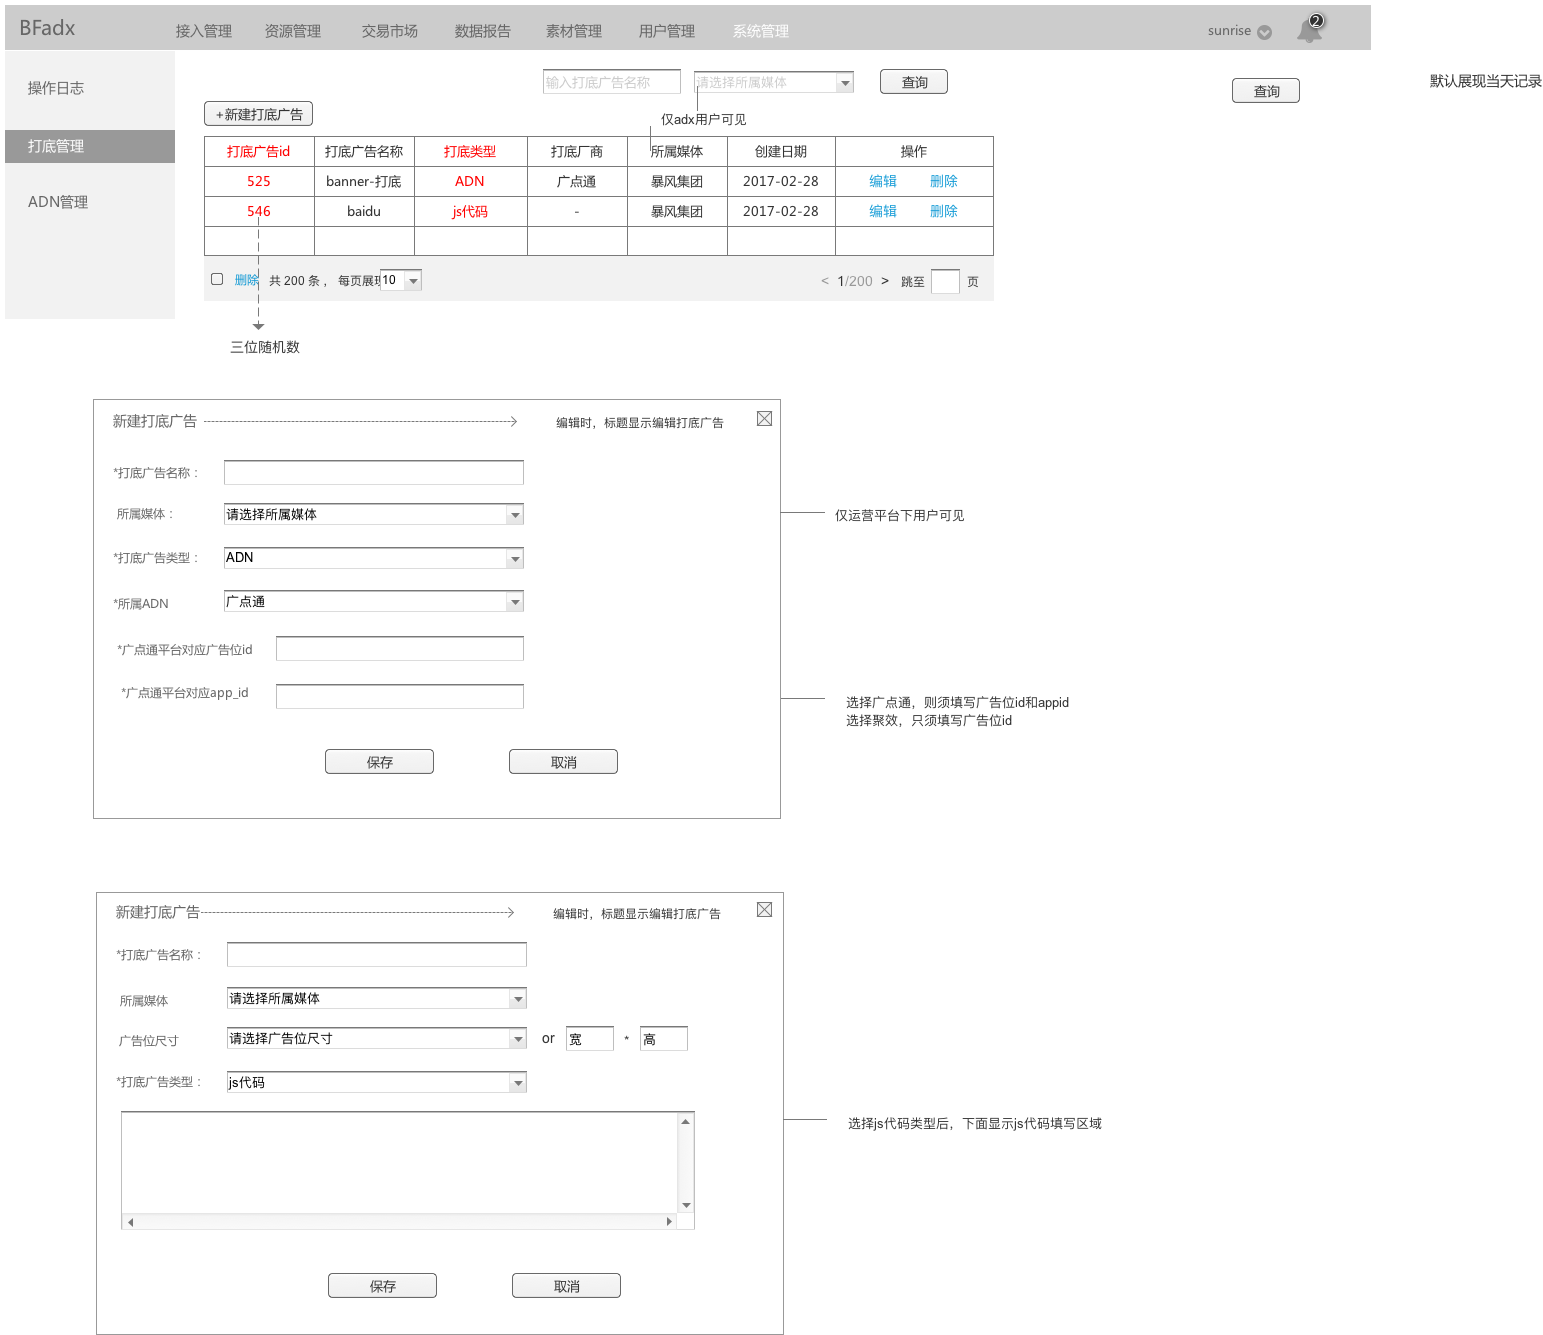 BFadx 接入管理 资源管理 交易市场 数据报告 素材管理 用户管理 系统管理 sunrise 2
操作日志
打底管理
ADN管理
输入打底广告名称 请选择所属媒体 查询
查询
默认展现当天记录
+新建打底广告
仅adx用户可见
打底广告id 打底广告名称 打底类型 打底厂商 所属媒体 创建日期 操作
525 banner-打底 ADN 广点通 暴风集团 2017-02-28 编辑 删除
546 baidu js代码 - 暴风集团 2017-02-28 编辑 删除
删除 共 200 条， 每页展现 10 < 1/200 > 跳至 页
三位随机数
新建打底广告 编辑时，标题显示编辑打底广告
*打底广告名称：
所属媒体： 请选择所属媒体
仅运营平台下用户可见
*打底广告类型： ADN
*所属ADN 广点通
*广点通平台对应广告位id
*广点通平台对应app_id
选择广点通，则须填写广告位id和appid
选择聚效，只须填写广告位id
保存 取消
新建打底广告 编辑时，标题显示编辑打底广告
*打底广告名称：
所属媒体 请选择所属媒体
广告位尺寸 请选择广告位尺寸 or 宽 * 高
*打底广告类型： js代码
选择js代码类型后，下面显示js代码填写区域
保存 取消